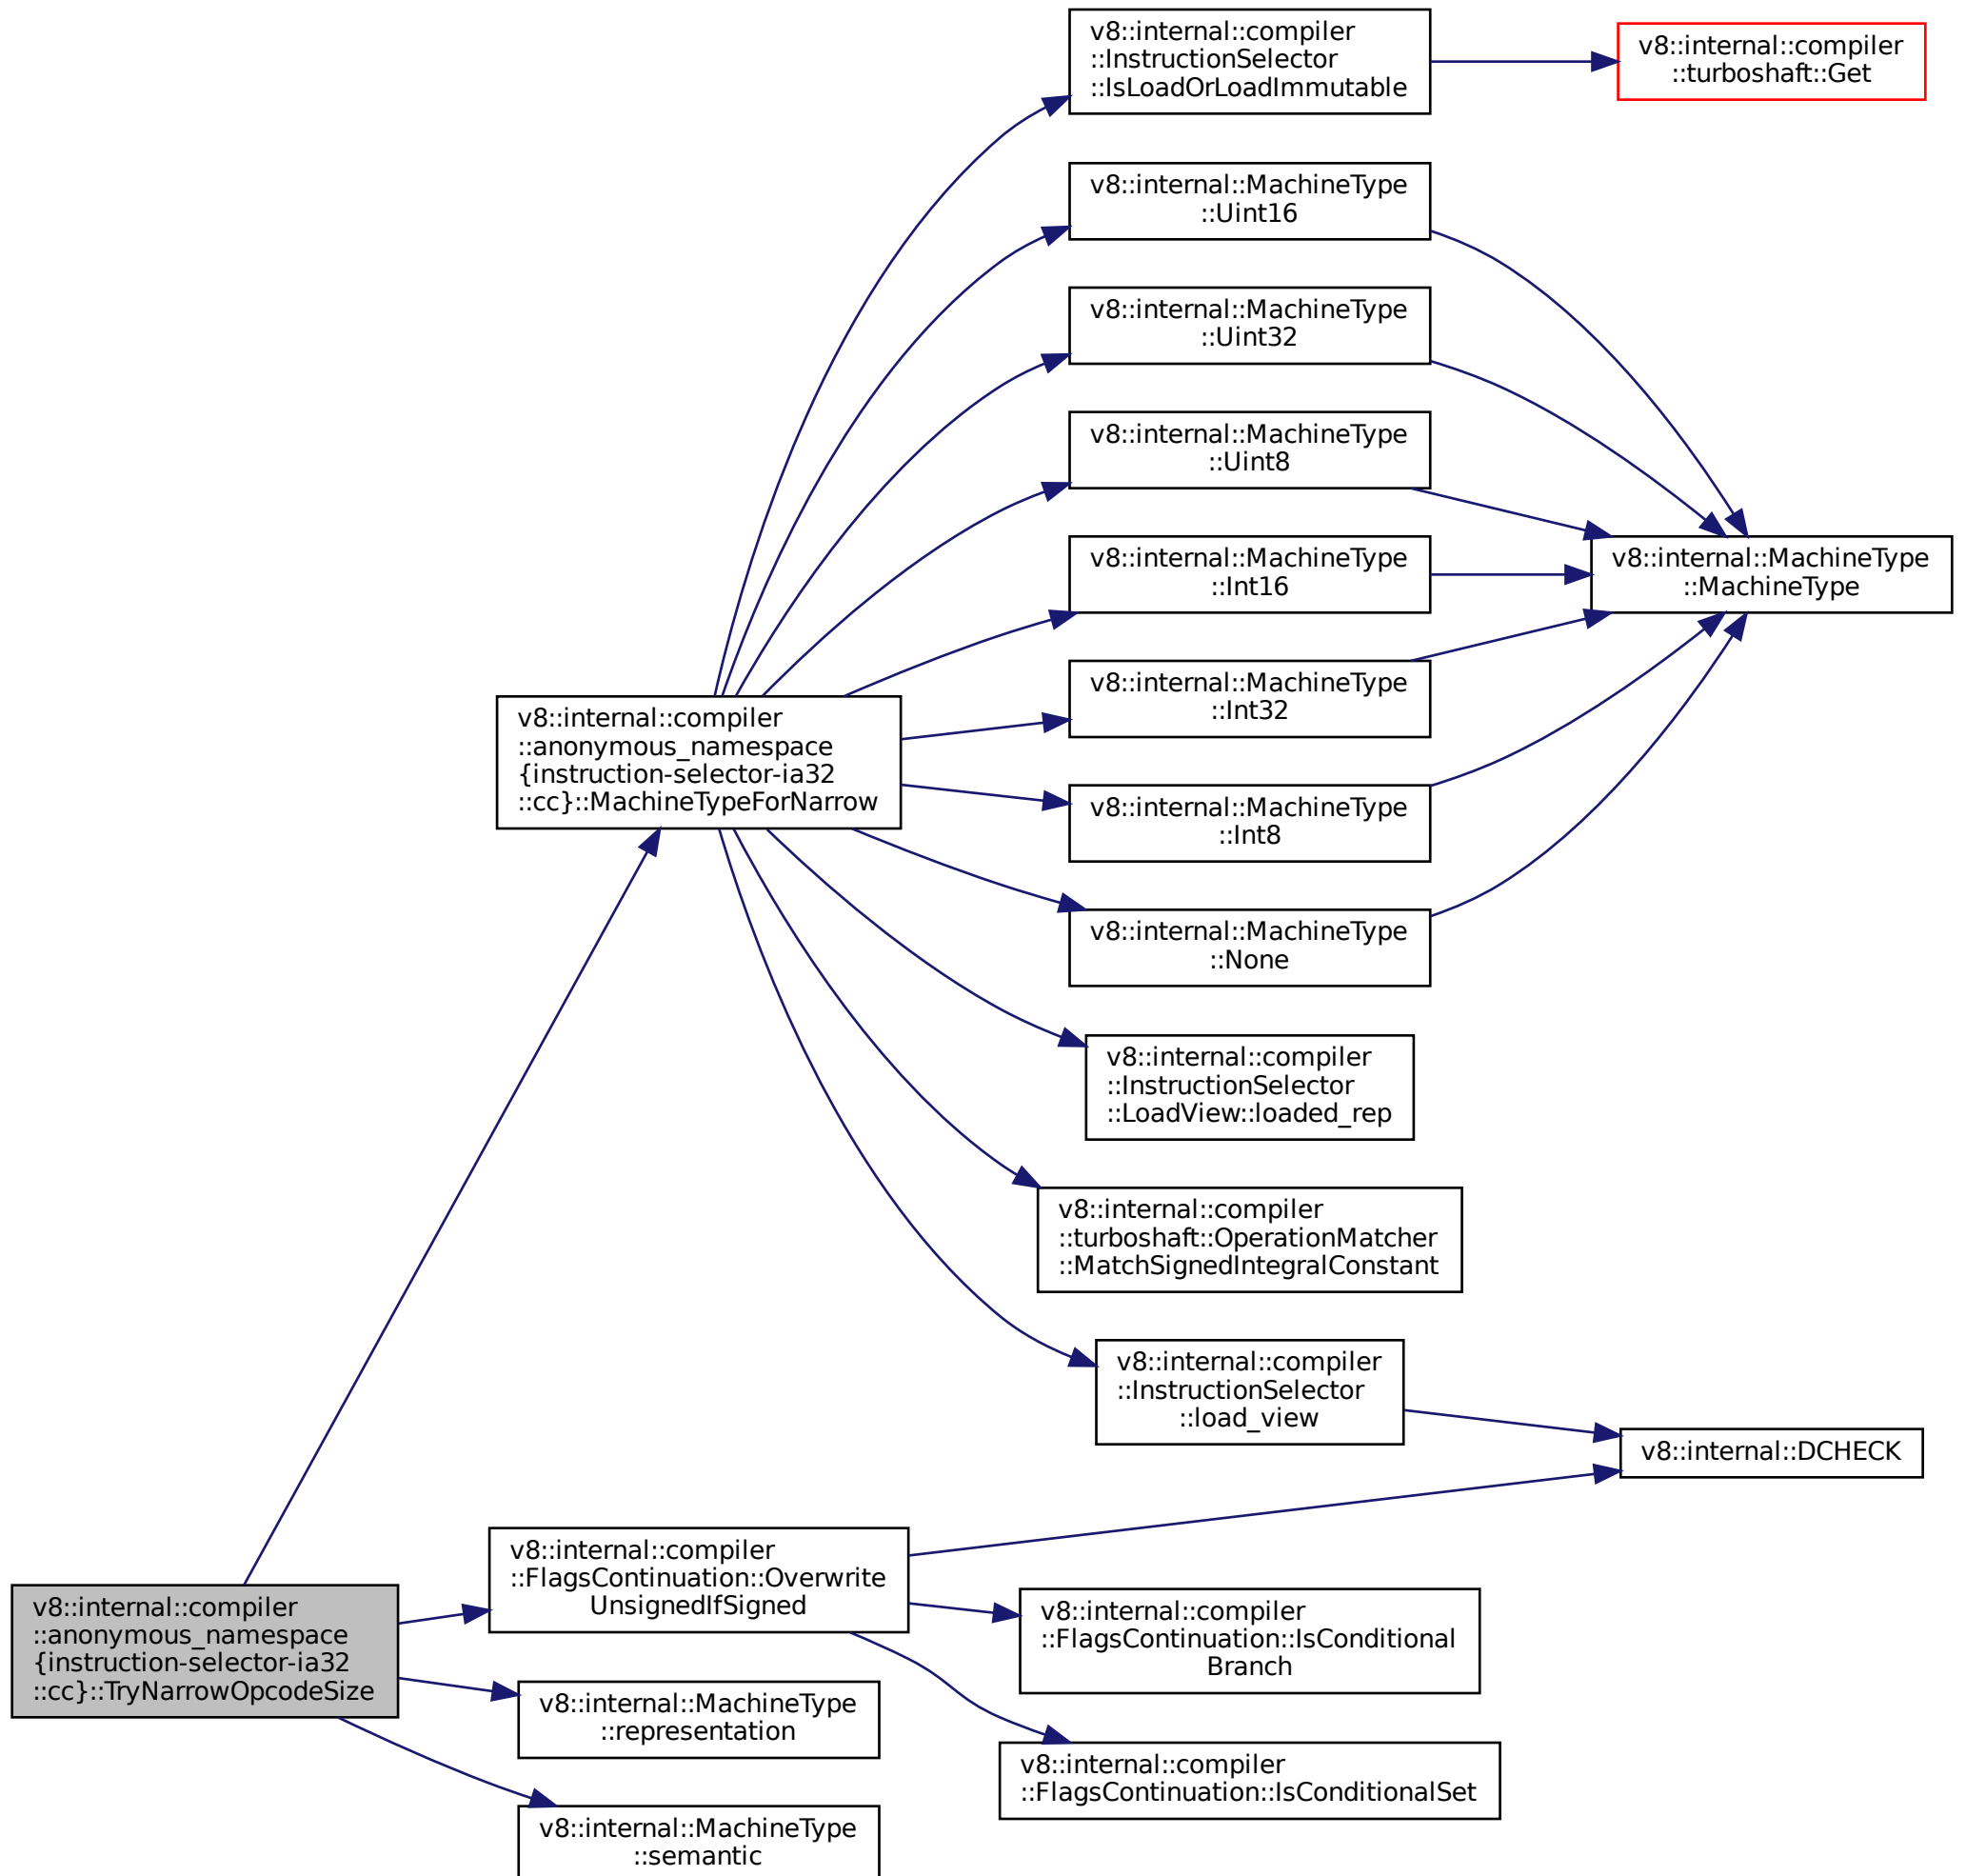 v8::internal::compiler
::InstructionSelector
::IsLoadOrLoadImmutable
v8::internal::compiler
::turboshaft::Get
v8::internal::MachineType
::Uint16
v8::internal::MachineType
::Uint32
v8::internal::MachineType
::Uint8
v8::internal::MachineType
::Int16
v8::internal::MachineType
::MachineType
v8::internal::MachineType
::Int32
v8::internal::compiler
::anonymous_namespace
{instruction-selector-ia32
::cc}::MachineTypeForNarrow
v8::internal::MachineType
::Int8
v8::internal::MachineType
::None
v8::internal::compiler
::InstructionSelector
::LoadView::loaded_rep
v8::internal::compiler
::turboshaft::OperationMatcher
::MatchSignedIntegralConstant
v8::internal::compiler
::InstructionSelector
::load_view
v8::internal::DCHECK
v8::internal::compiler
::FlagsContinuation::Overwrite
UnsignedIfSigned
v8::internal::compiler
::anonymous_namespace
{instruction-selector-ia32
::cc}::TryNarrowOpcodeSize
v8::internal::compiler
::FlagsContinuation::IsConditional
Branch
v8::internal::MachineType
::representation
v8::internal::compiler
::FlagsContinuation::IsConditionalSet
v8::internal::MachineType
::semantic